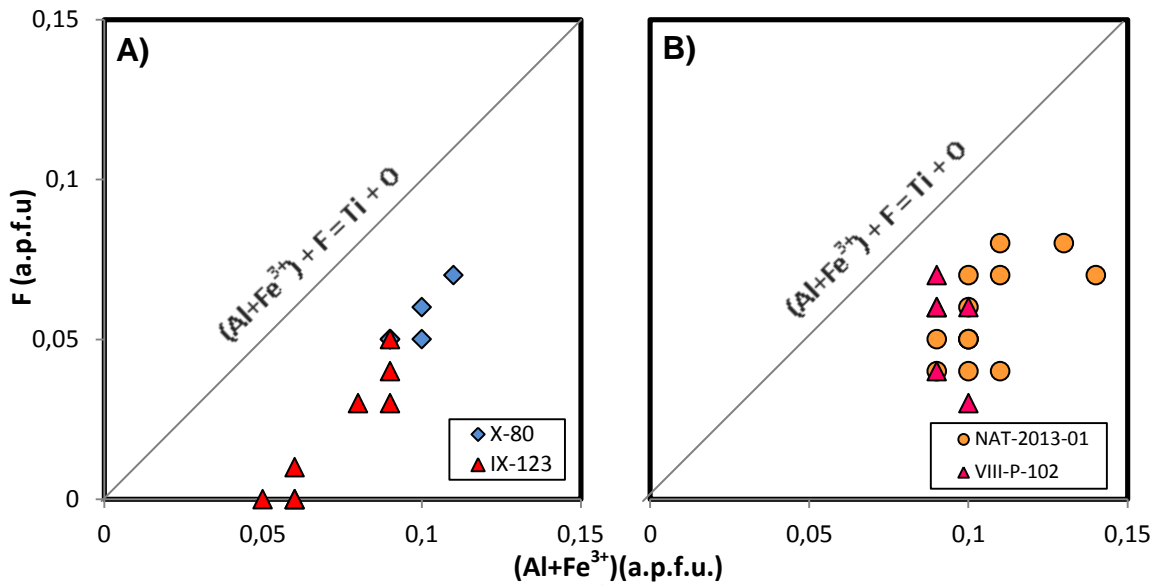 A)
B)
0,15
0,1
0,05
0
F (a.p.f.u)
(Al+Fe³⁺) + F = Ti + O
(Al+Fe³⁺) + F = Ti + O
X-80
IX-123
NAT-2013-01
VIII-P-102
0 0,05 0,1 0,15
0 0,05 0,1 0,15
(Al+Fe³⁺)(a.p.f.u.)